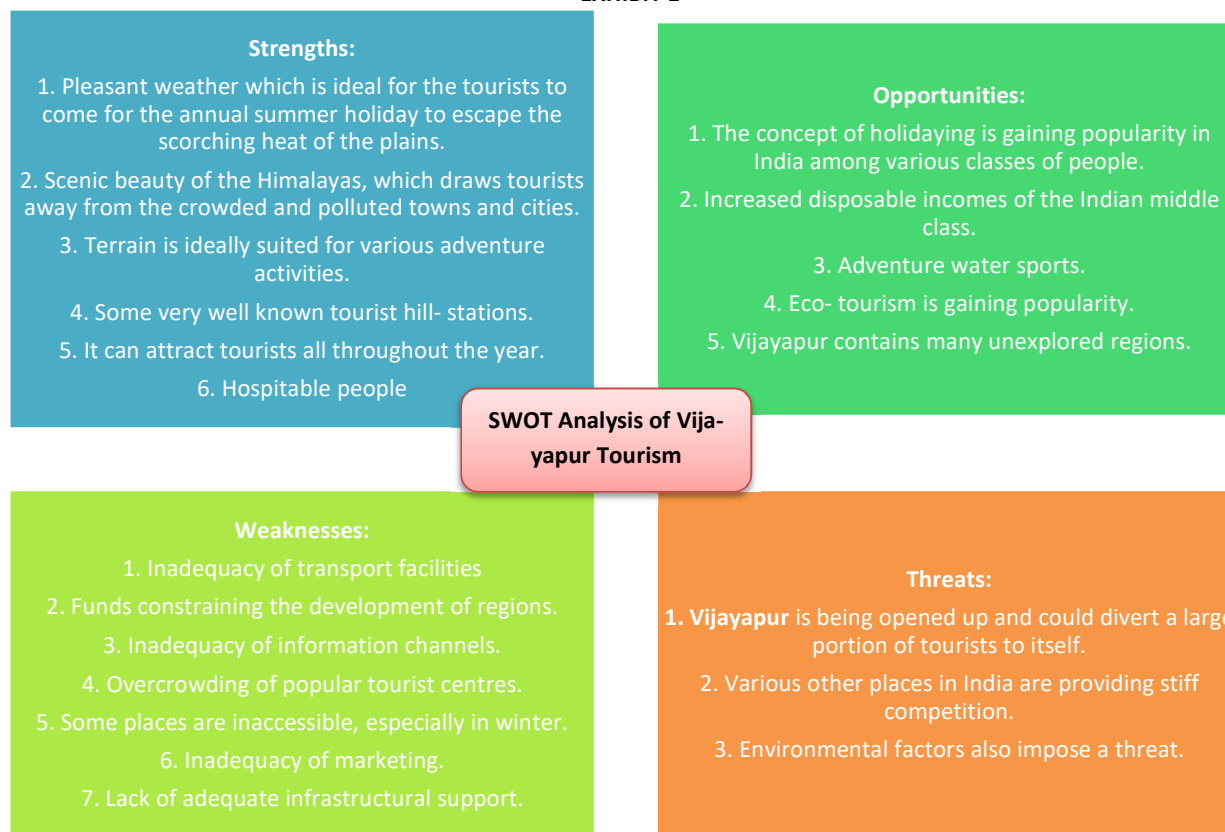 Strengths:
1. Pleasant weather which is ideal for the tourists to
come for the annual summer holiday to escape the
scorching heat of the plains.
2. Scenic beauty of the Himalayas, which draws tourists
away from the crowded and polluted towns and cities.
3. Terrain is ideally suited for various adventure
activities.
4. Some very well known tourist hill- stations.
5. It can attract tourists all throughout the year.
6. Hospitable people
Opportunities:
1. The concept of holidaying is gaining popularity in
India among various classes of people.
2. Increased disposable incomes of the Indian middle
class.
3. Adventure water sports.
4. Eco- tourism is gaining popularity.
5. Vijayapur contains many unexplored regions.
SWOT Analysis of Vija-
yapur Tourism
Weaknesses:
1. Inadequacy of transport facilities
2. Funds constraining the development of regions.
3. Inadequacy of information channels.
4. Overcrowding of popular tourist centres.
5. Some places are inaccessible, especially in winter.
6. Inadequacy of marketing.
7. Lack of adequate infrastructural support.
Threats:
1. Vijayapur is being opened up and could divert a large
portion of tourists to itself.
2. Various other places in India are providing stiff
competition.
3. Environmental factors also impose a threat.